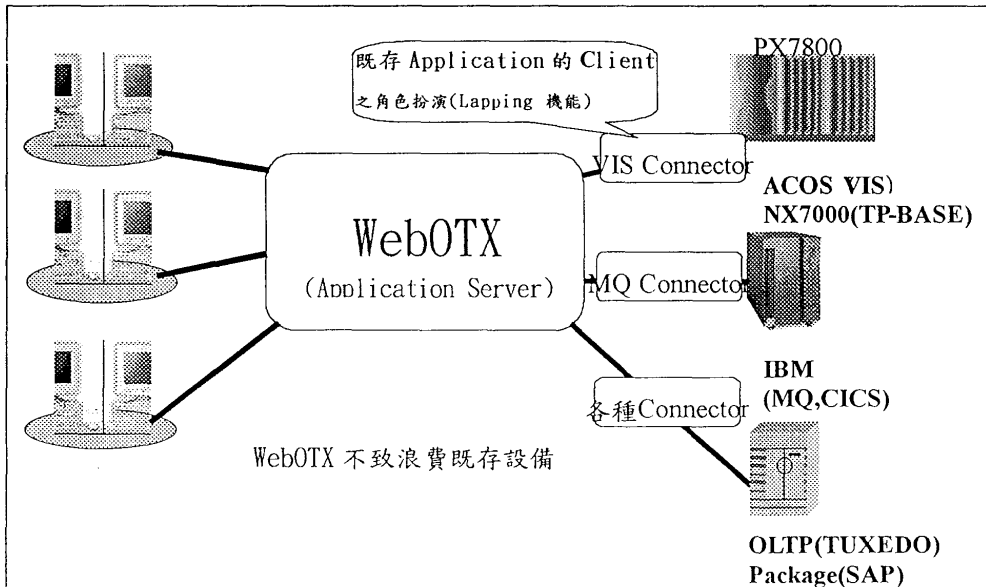 PX7800
既存 Application 的 Client
之角色扮演(Lapping 機能)
VIS Connector
ACOS VIS)
NX7000(TP-BASE)
WebOTX
(Application Server)
MQ Connector
IBM
(MQ,CICS)
各種Connector
WebOTX 不致浪費既存設備
OLTP(TUXEDO)
Package(SAP)